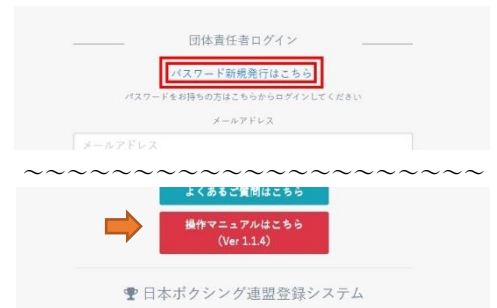 団体責任者ログイン
パスワード新規発行はこちら
パスワードをお持ちの方はこちらからログインしてください
メールアドレス
メールアドレス
～～～～～～～～～～～～～～～～～～～～～
よくあるご質問はこちら
操作マニュアルはこちら
(Ver 1.1.4)
日本ボクシング連盟登録システム